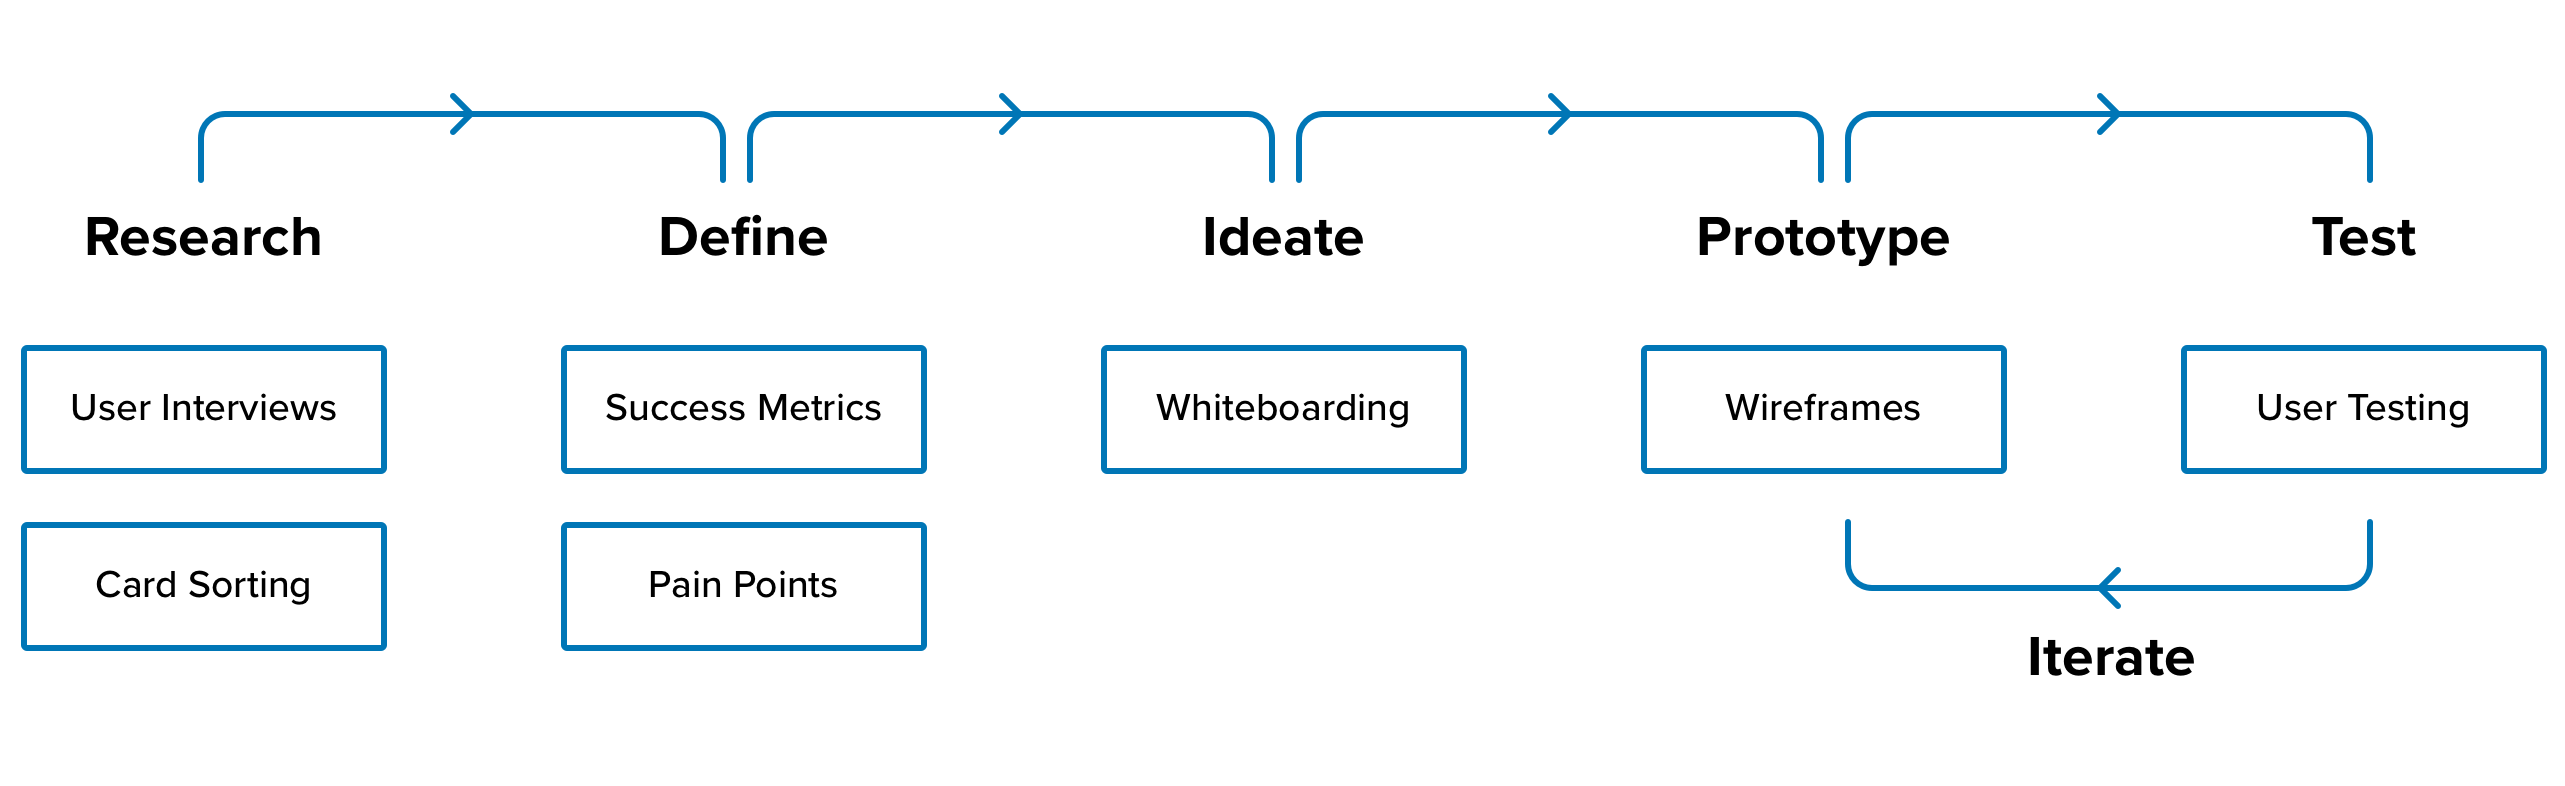 Research
Define
Ideate
Prototype
Test
User Interviews
Success Metrics
Whiteboarding
Wireframes
User Testing
Card Sorting
Pain Points
Iterate